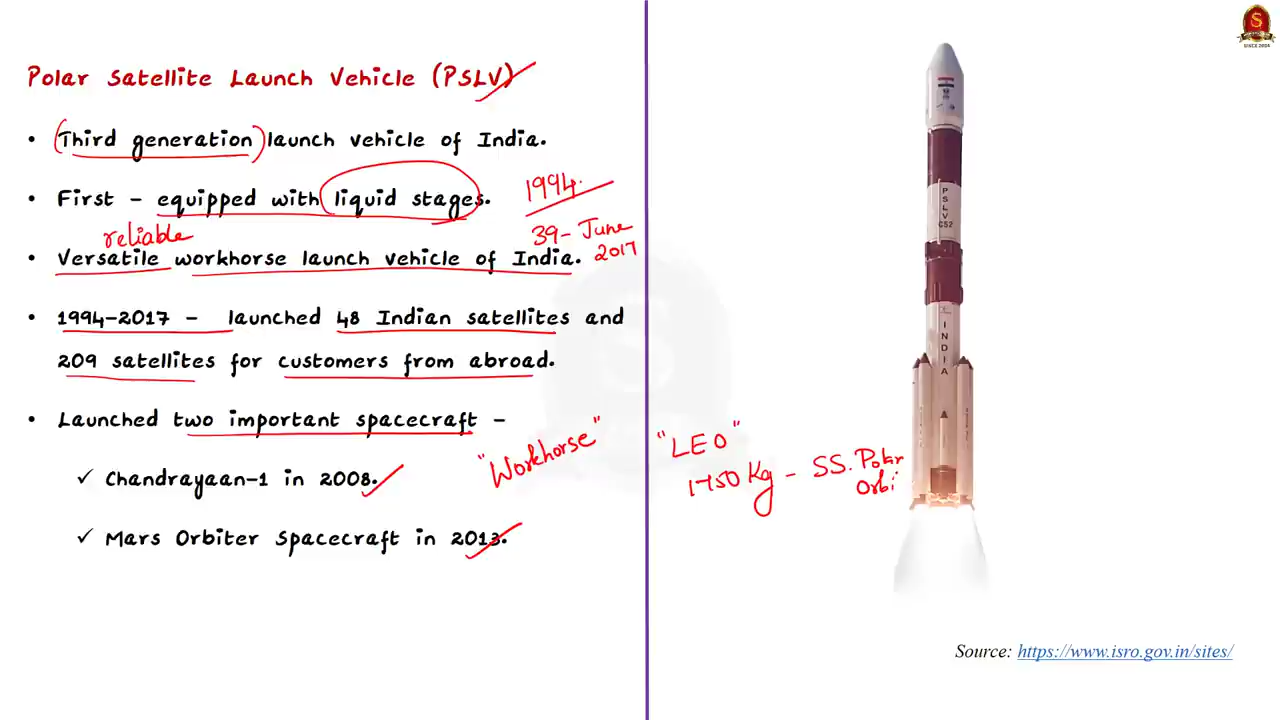 Polar Satellite Launch Vehicle (PSLV)
• (Third generation) launch vehicle of India.
• First - equipped with liquid stages.
1994.
reliable
39 - June
2017
• Versatile workhorse launch vehicle of India.
• 1994-2017 - launched 48 Indian satellites and
209 satellites for customers from abroad.
• Launched two important spacecraft -
"Workhorse"
✓ Chandrayaan-1 in 2008.
✓ Mars Orbiter Spacecraft in 2013.
"LEO"
1750 Kg - SS. Polar
Orbi
PSLV
C52
INDIA
S
SINCE 2004
Source: https://www.isro.gov.in/sites/